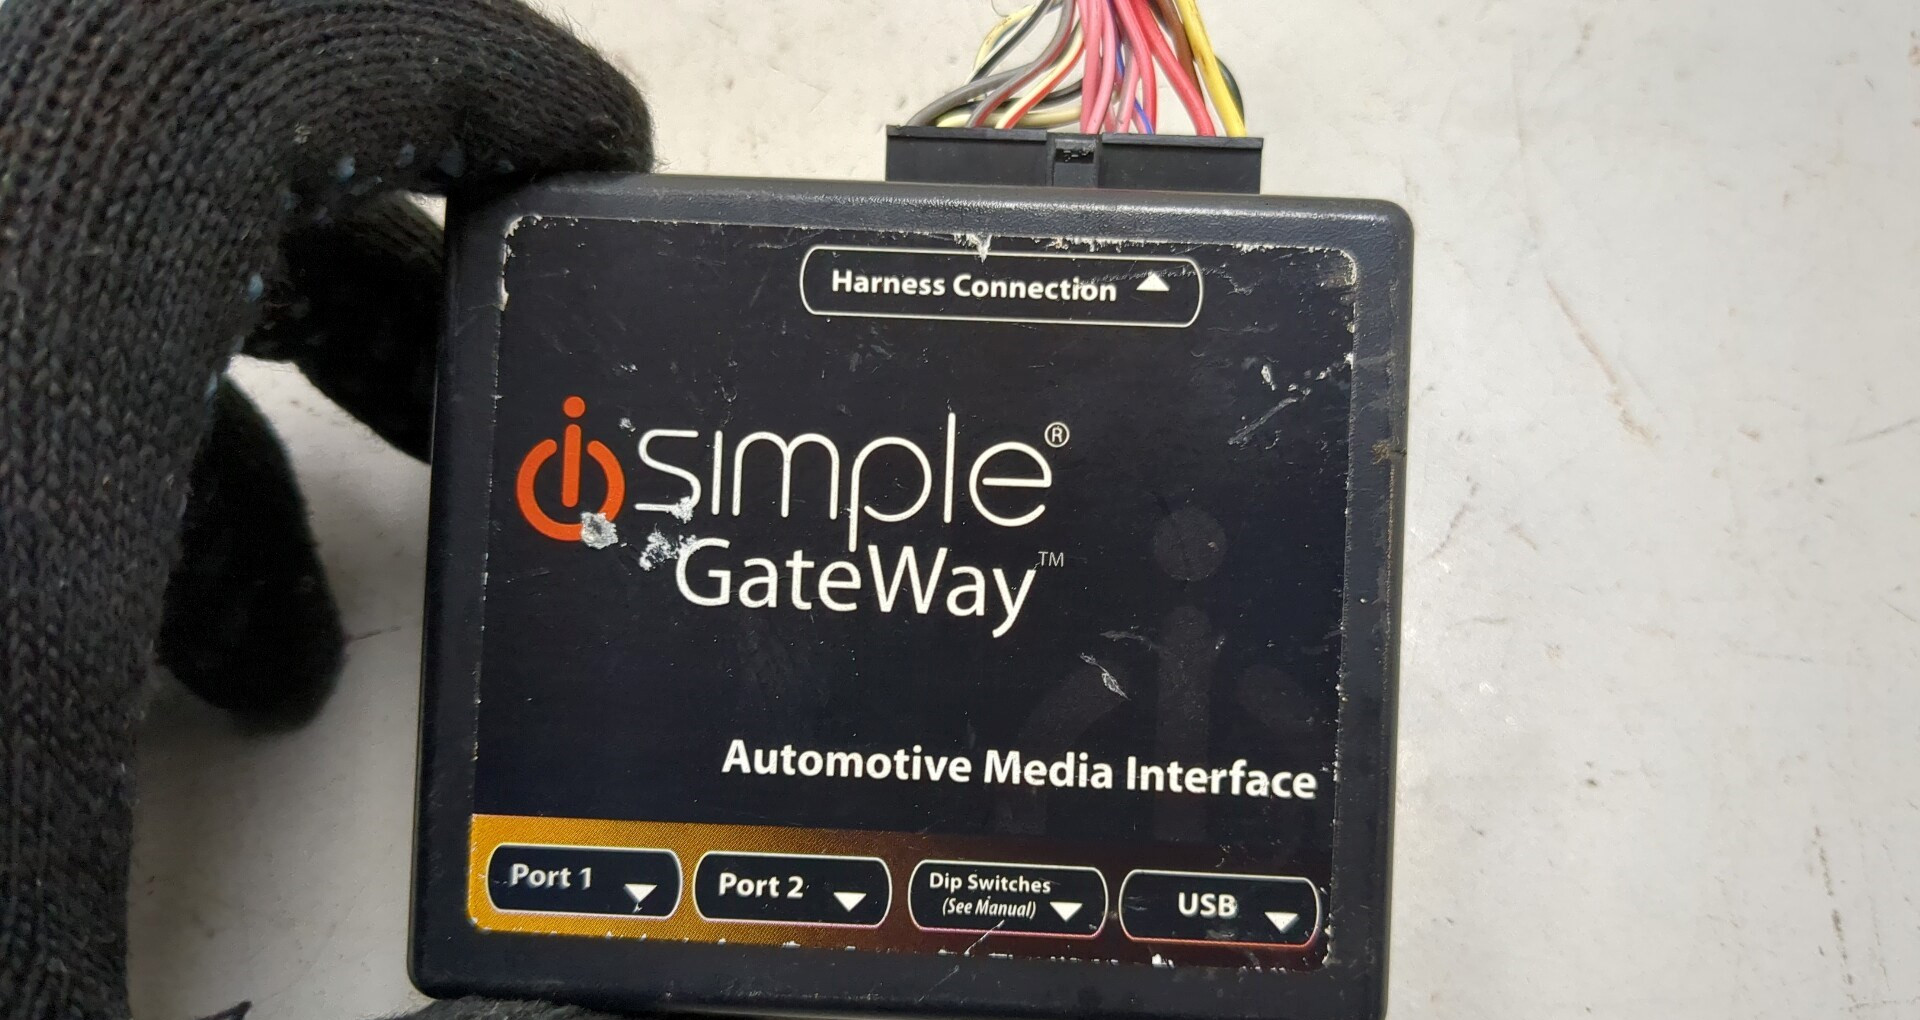 Harness Connection
isimple®
GateWay™
Automotive Media Interface
Port 1
Port 2
Dip Switches
(See Manual)
USB